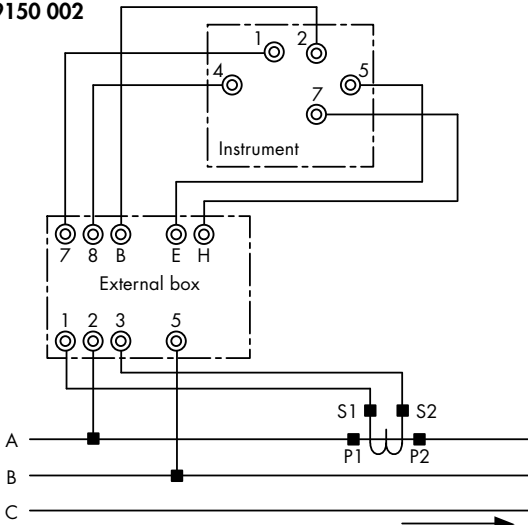 9150 002
1 2
4 5
7
Instrument
7 8 B E H
External box
1 2 3 5
S1 S2
A
P1 P2
B
C